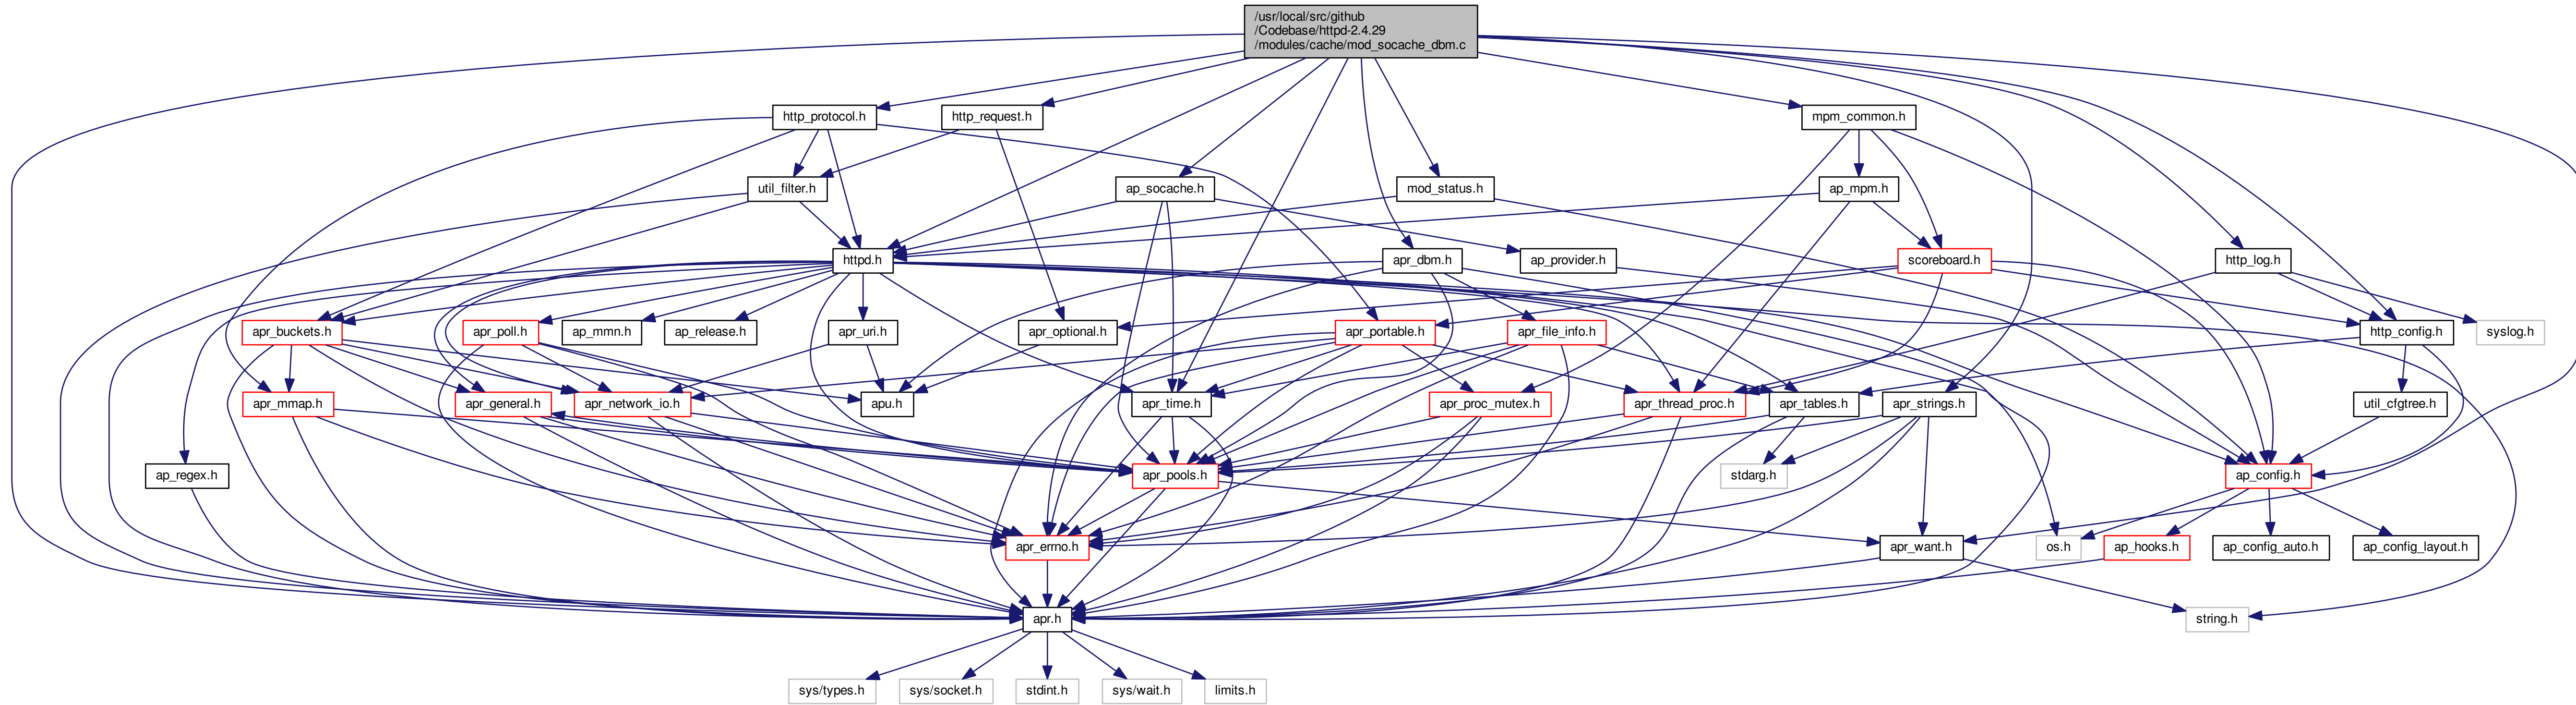 /usr/local/src/github
/Codebase/httpd-2.4.29
/modules/cache/mod_socache_dbm.c
http_protocol.h
http_request.h
mpm_common.h
util_filter.h
ap_socache.h
mod_status.h
ap_mpm.h
httpd.h
apr_dbm.h
ap_provider.h
scoreboard.h
http_log.h
apr_buckets.h
apr_poll.h
ap_mmn.h
ap_release.h
apr_uri.h
apr_optional.h
apr_portable.h
apr_file_info.h
http_config.h
syslog.h
apr_mmap.h
apr_general.h
apr_network_io.h
apu.h
apr_time.h
apr_proc_mutex.h
apr_thread_proc.h
apr_tables.h
apr_strings.h
util_cfgtree.h
ap_regex.h
apr_pools.h
stdarg.h
ap_config.h
apr_errno.h
apr_want.h
os.h
ap_hooks.h
ap_config_auto.h
ap_config_layout.h
apr.h
string.h
sys/types.h
sys/socket.h
stdint.h
sys/wait.h
limits.h